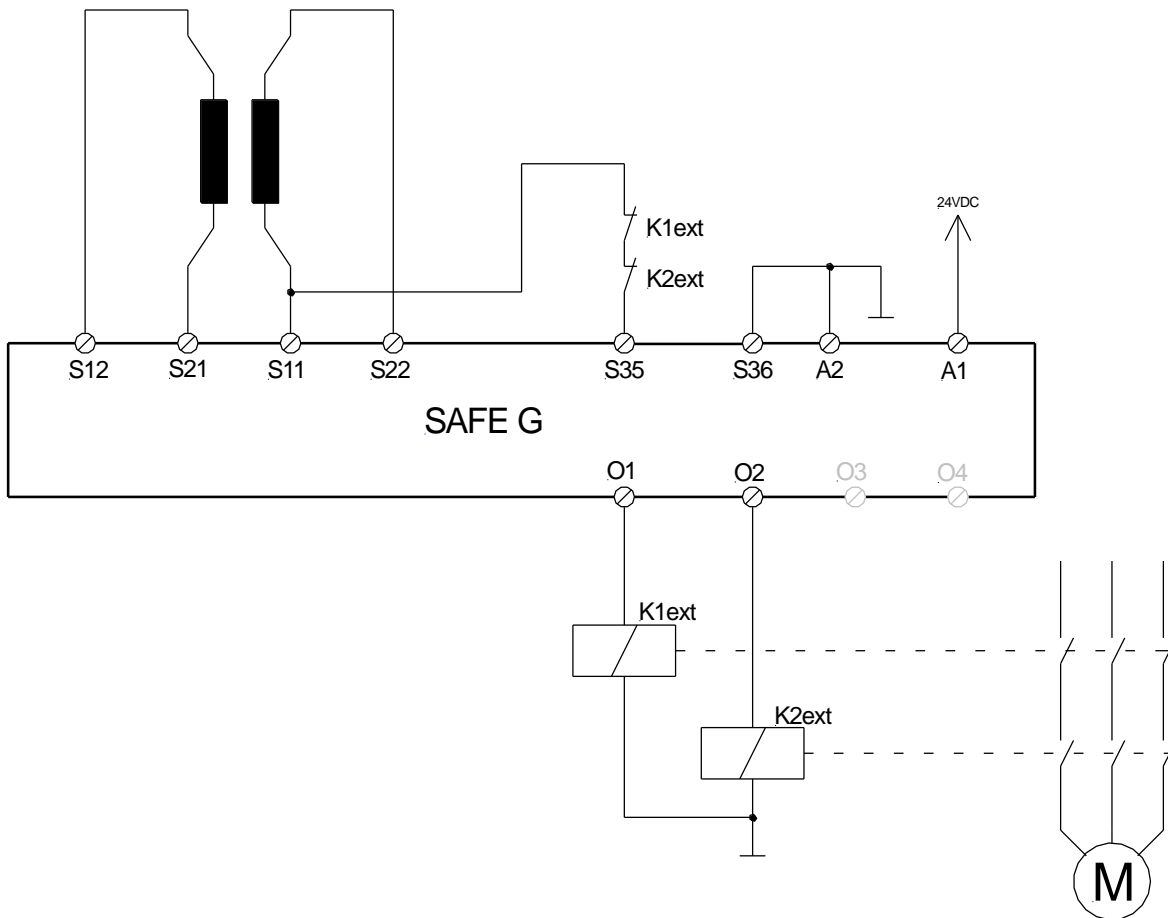 24VDC
K1ext
K2ext
S12 S21 S11 S22 S35 S36 A2 A1
SAFE G
O1 O2 O3 O4
K1ext
K2ext
M